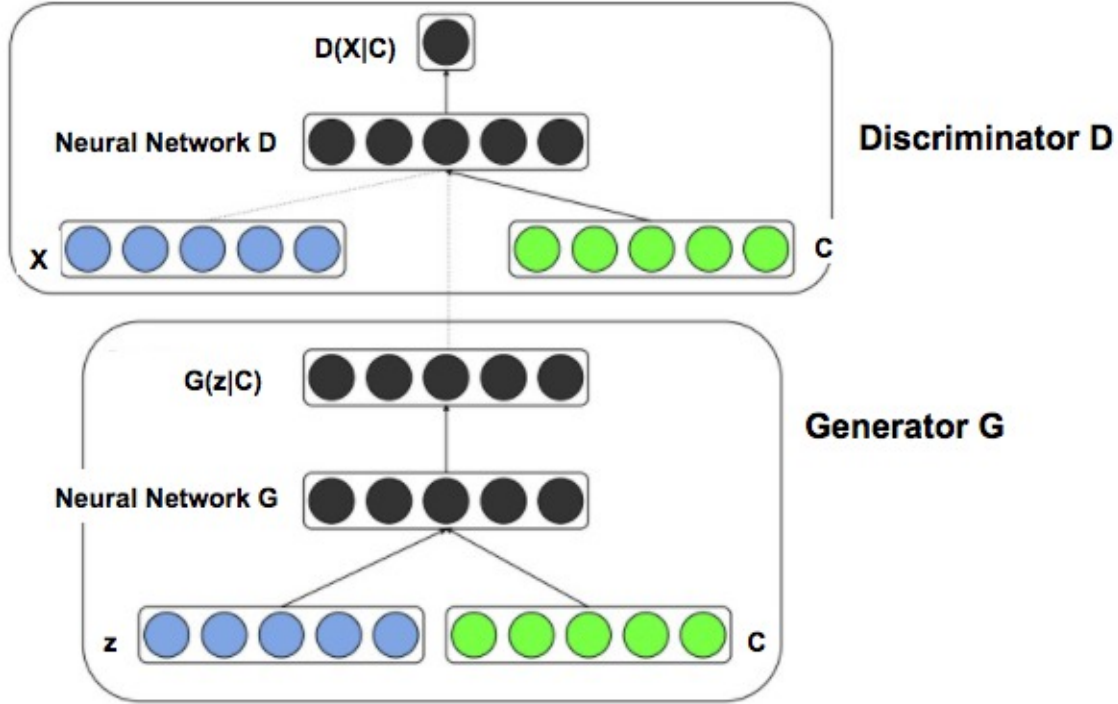 D(X|C)
Neural Network D
Discriminator D
X
C
G(z|C)
Generator G
Neural Network G
z
C